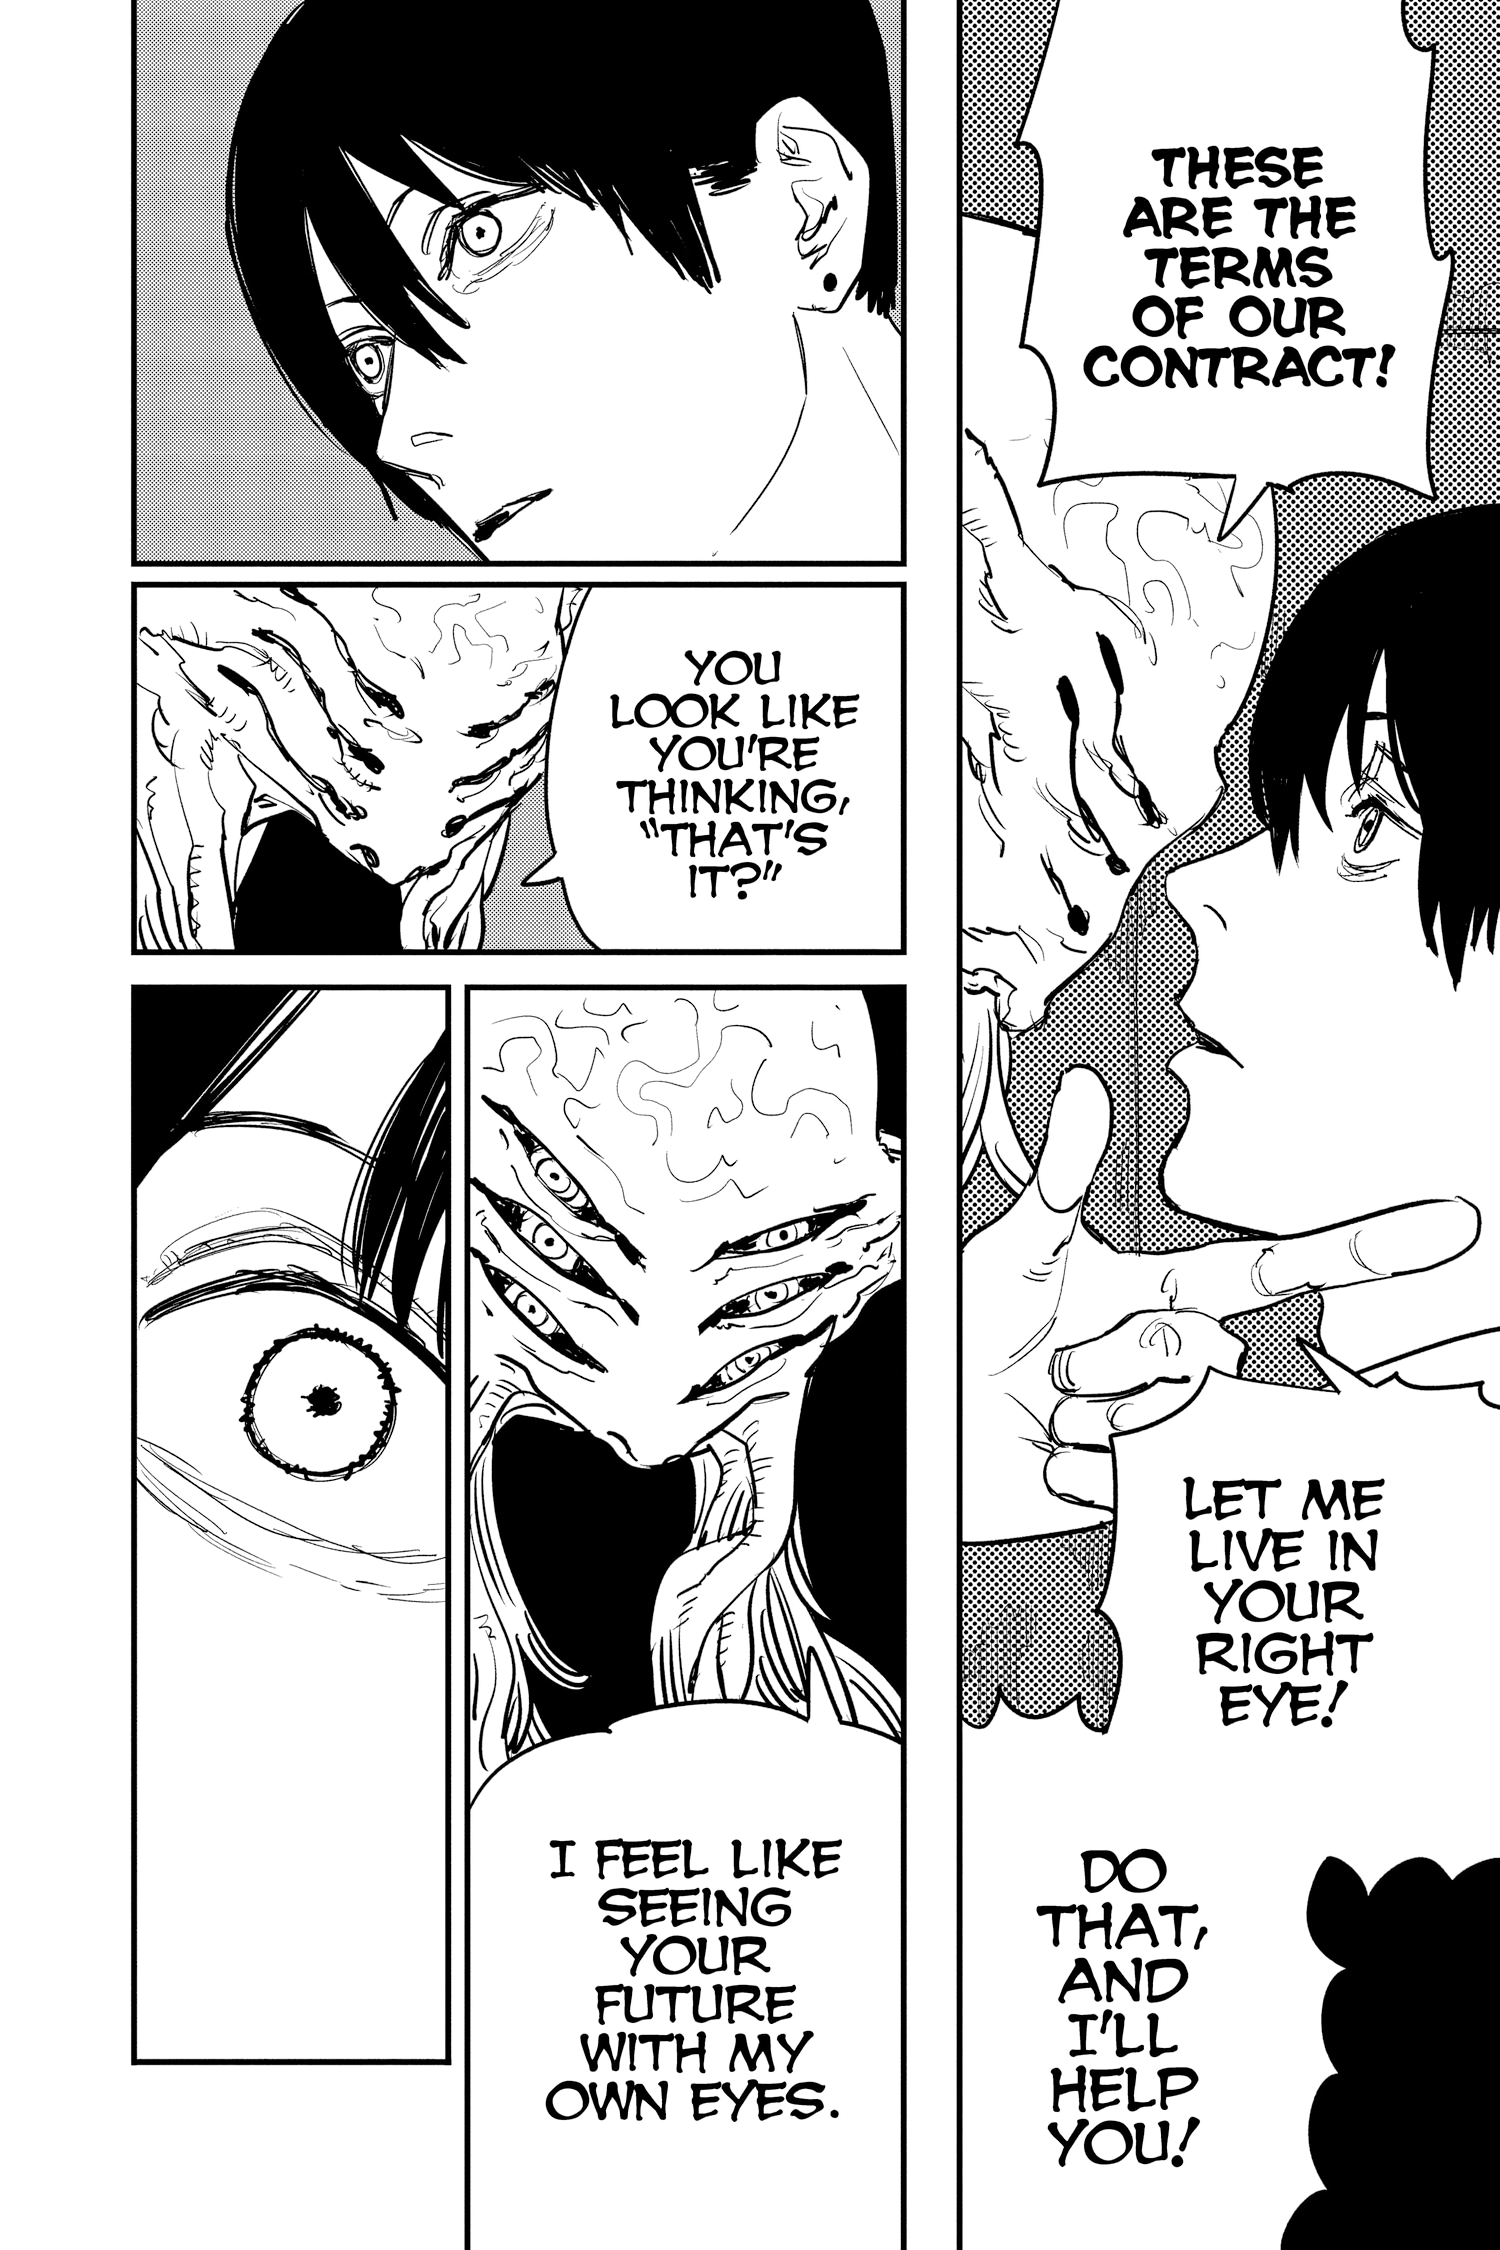 THESE
ARE THE
TERMS
OF OUR
CONTRACT!
LET ME
LIVE IN
YOUR
RIGHT
EYE!
DO
THAT,
AND
I'LL
HELP
YOU!
YOU
LOOK LIKE
YOU'RE
THINKING,
"THAT'S
IT?"
I FEEL LIKE
SEEING
YOUR
FUTURE
WITH MY
OWN EYES.